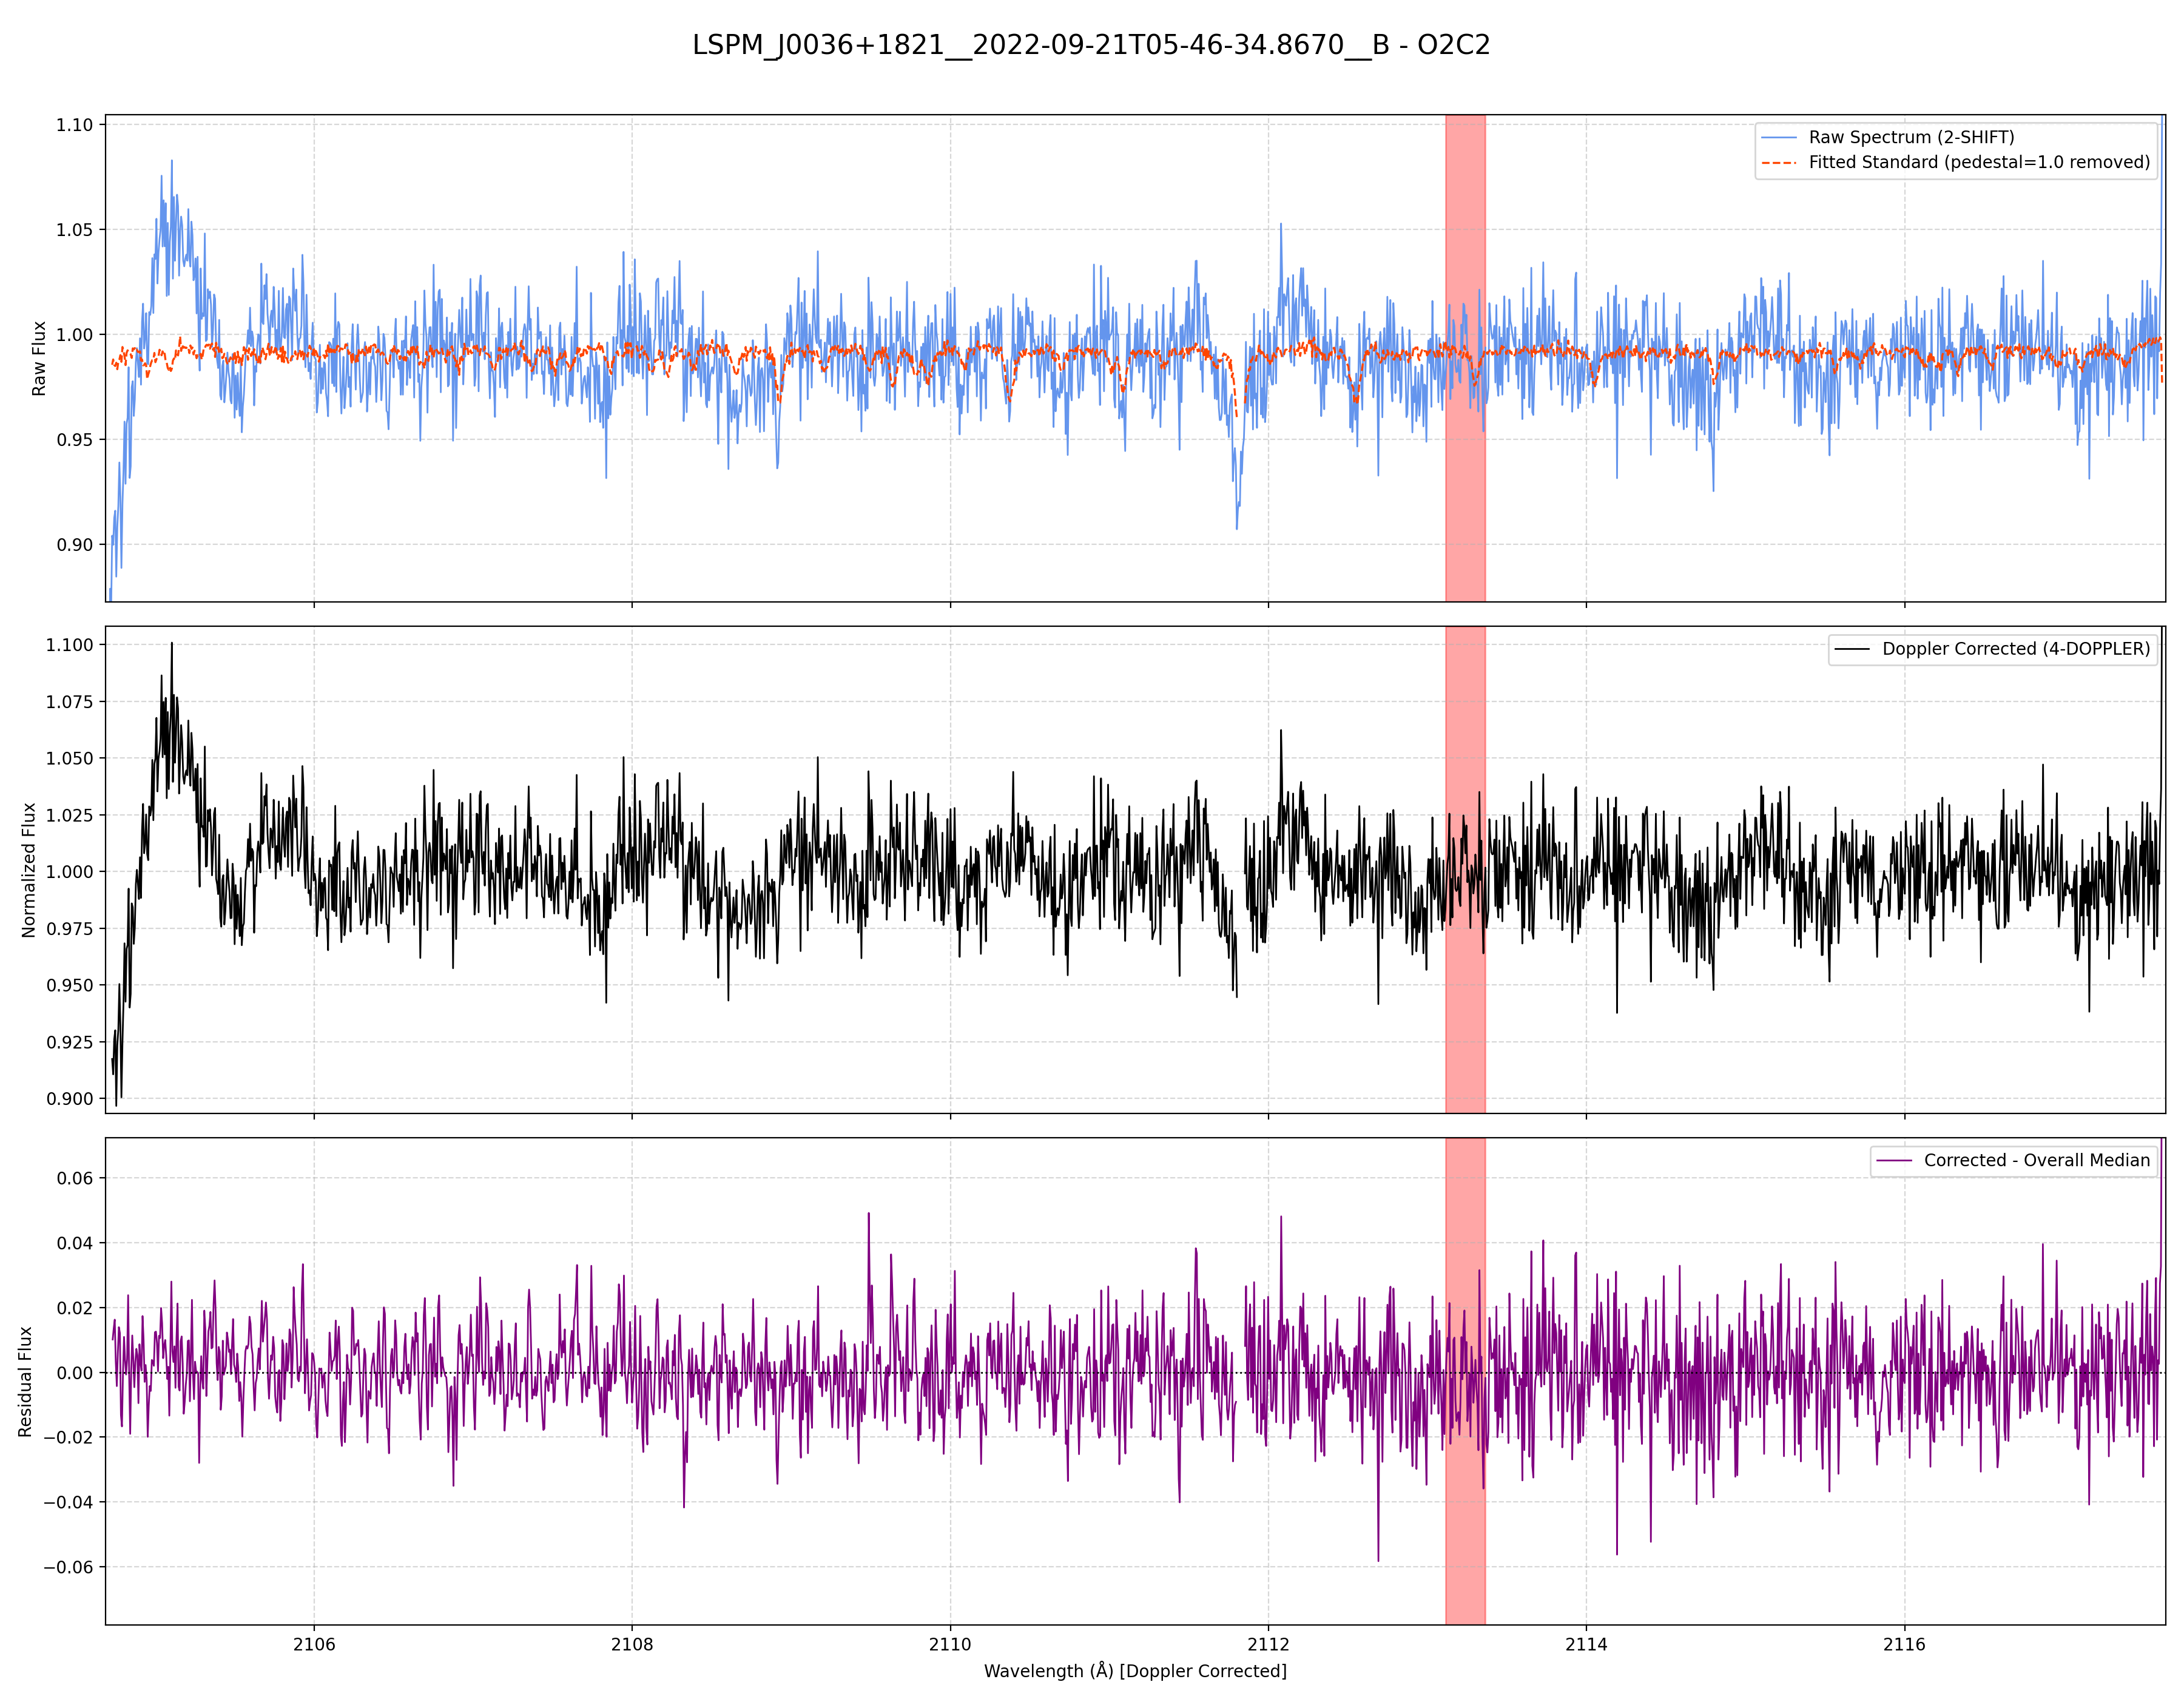 LSPM_J0036+1821__2022-09-21T05-46-34.8670__B - O2C2
1.10
1.05
1.00
0.95
0.90
Raw Flux
Raw Spectrum (2-SHIFT)
Fitted Standard (pedestal=1.0 removed)
1.100
1.075
1.050
1.025
1.000
0.975
0.950
0.925
0.900
Normalized Flux
Doppler Corrected (4-DOPPLER)
0.06
0.04
0.02
0.00
−0.02
−0.04
−0.06
Residual Flux
Corrected - Overall Median
2106 2108 2110 2112 2114 2116
Wavelength (Å) [Doppler Corrected]